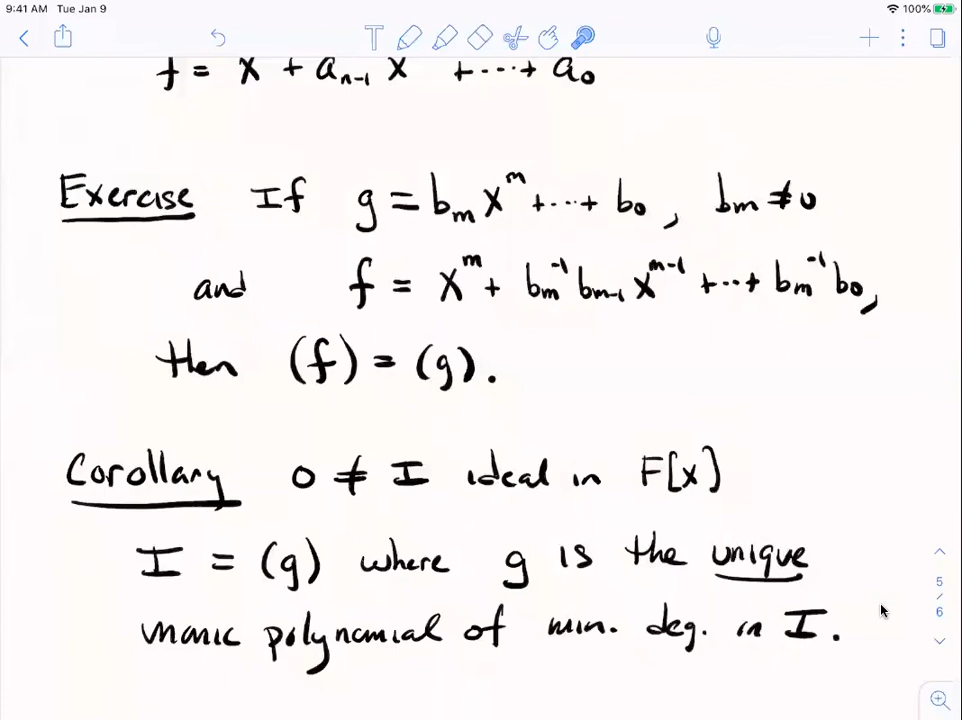 9:41 AM Tue Jan 9
100%
T
f = x + a_{n-1} x + ··· + a_0
Exercise If g = b_m x^m + ··· + b_0, b_m ≠ 0
and f = x^m + b_m^{-1} b_{m-1} x^{m-1} + ··· + b_m^{-1} b_0,
then (f) = (g).
Corollary 0 ≠ I ideal in F[x]
I = (g) where g is the unique
monic polynomial of min. deg. in I.
5
/
6